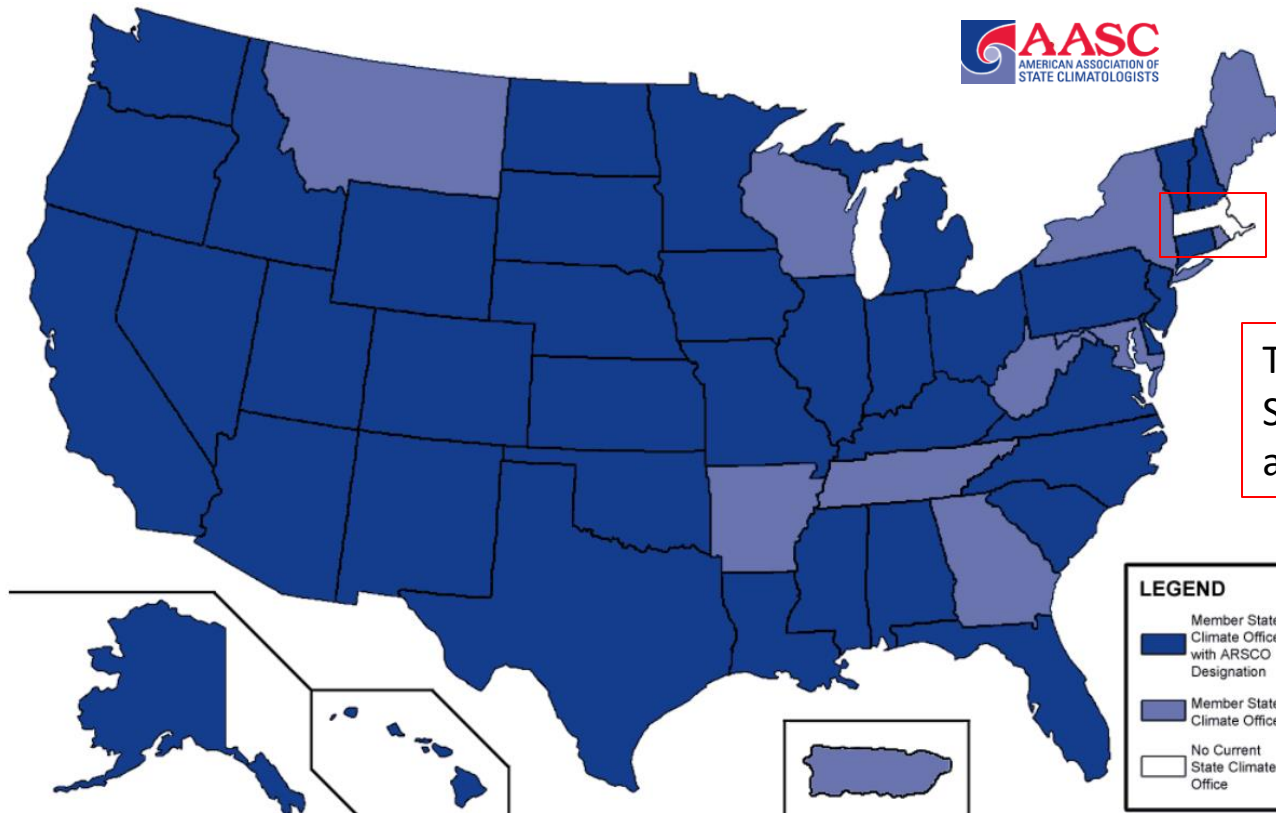 AASC
AMERICAN ASSOCIATION OF
STATE CLIMATOLOGISTS
T
S
a
LEGEND
Member State
Climate Office
with ARSCO
Designation
Member State
Climate Office
No Current
State Climate
Office